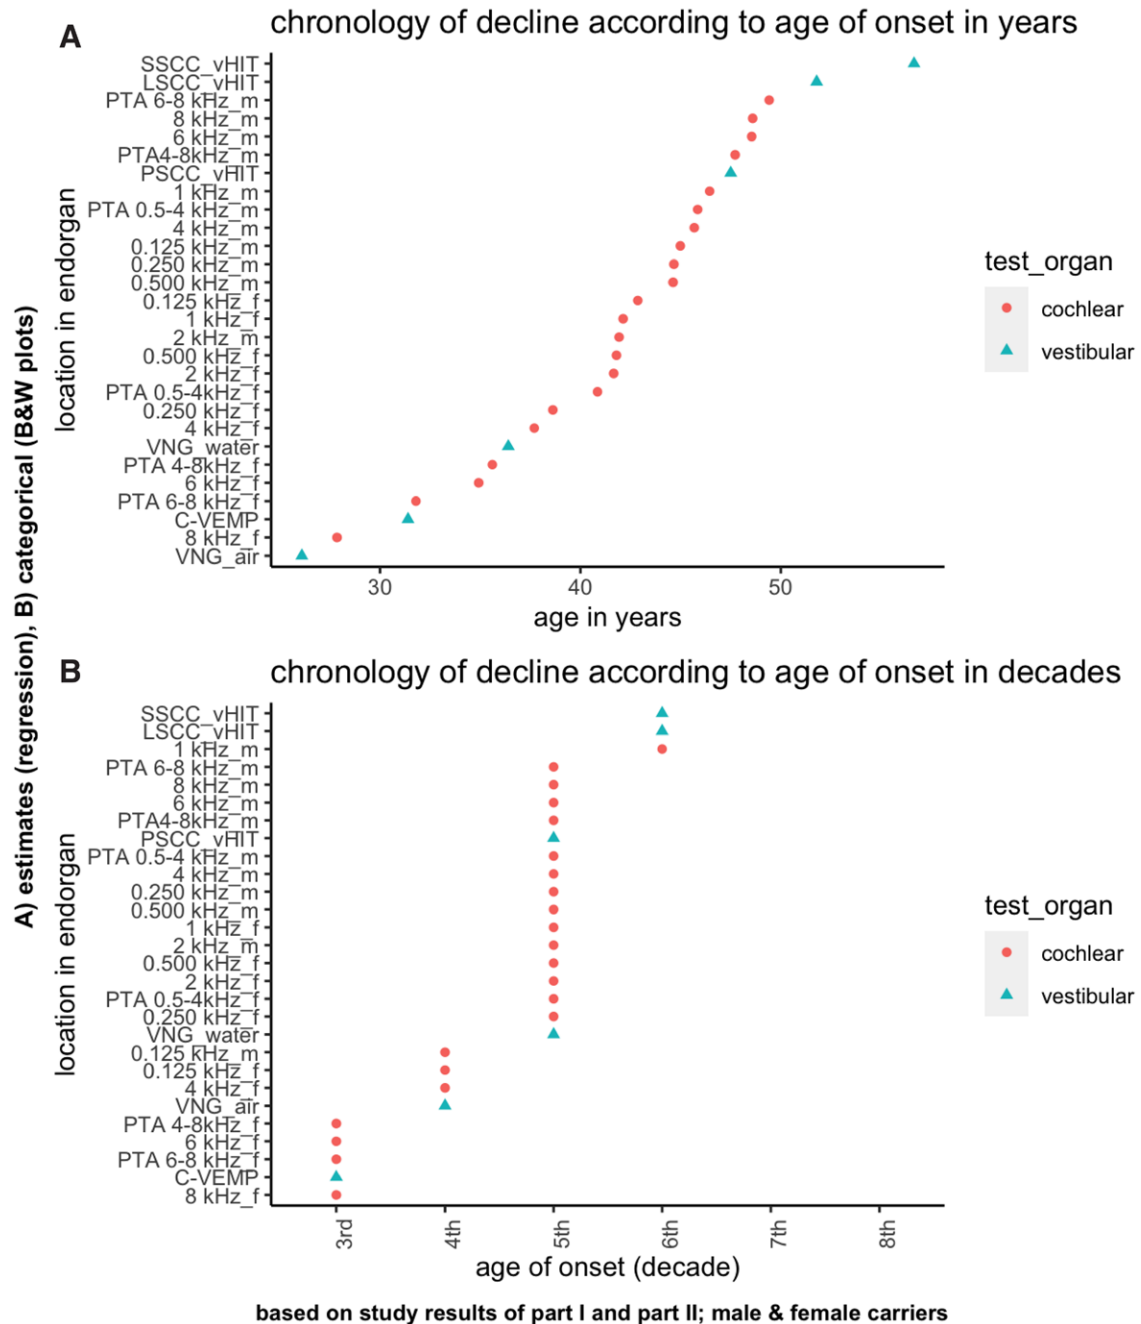 A
chronology of decline according to age of onset in years
SSCC_vHIT
LSCC_vHIT
PTA 6-8 kHz_m
8 kHz_m
6 kHz_m
PTA4-8kHz_m
PSCC_vHIT
1 kHz_m
PTA 0.5-4 kHz_m
4 kHz_m
0.125 kHz_m
0.250 kHz_m
0.500 kHz_m
0.125 kHz_f
1 kHz_f
2 kHz_m
0.500 kHz_f
2 kHz_f
PTA 0.5-4kHz_f
0.250 kHz_f
4 kHz_f
VNG_water
PTA 4-8kHz_f
6 kHz_f
PTA 6-8 kHz_f
C-VEMP
8 kHz_f
VNG_air
location in endorgan
30 40 50
age in years
test_organ
cochlear
vestibular
A) estimates (regression), B) categorical (B&W plots)
B
chronology of decline according to age of onset in decades
SSCC_vHIT
LSCC_vHIT
1 kHz_m
PTA 6-8 kHz_m
8 kHz_m
6 kHz_m
PTA4-8kHz_m
PSCC_vHIT
PTA 0.5-4 kHz_m
4 kHz_m
0.250 kHz_m
0.500 kHz_m
1 kHz_f
2 kHz_m
0.500 kHz_f
2 kHz_f
PTA 0.5-4kHz_f
0.250 kHz_f
VNG_water
0.125 kHz_m
0.125 kHz_f
4 kHz_f
VNG_air
PTA 4-8kHz_f
6 kHz_f
PTA 6-8 kHz_f
C-VEMP
8 kHz_f
location in endorgan
3rd 4th 5th 6th 7th 8th
age of onset (decade)
test_organ
cochlear
vestibular
based on study results of part I and part II; male & female carriers